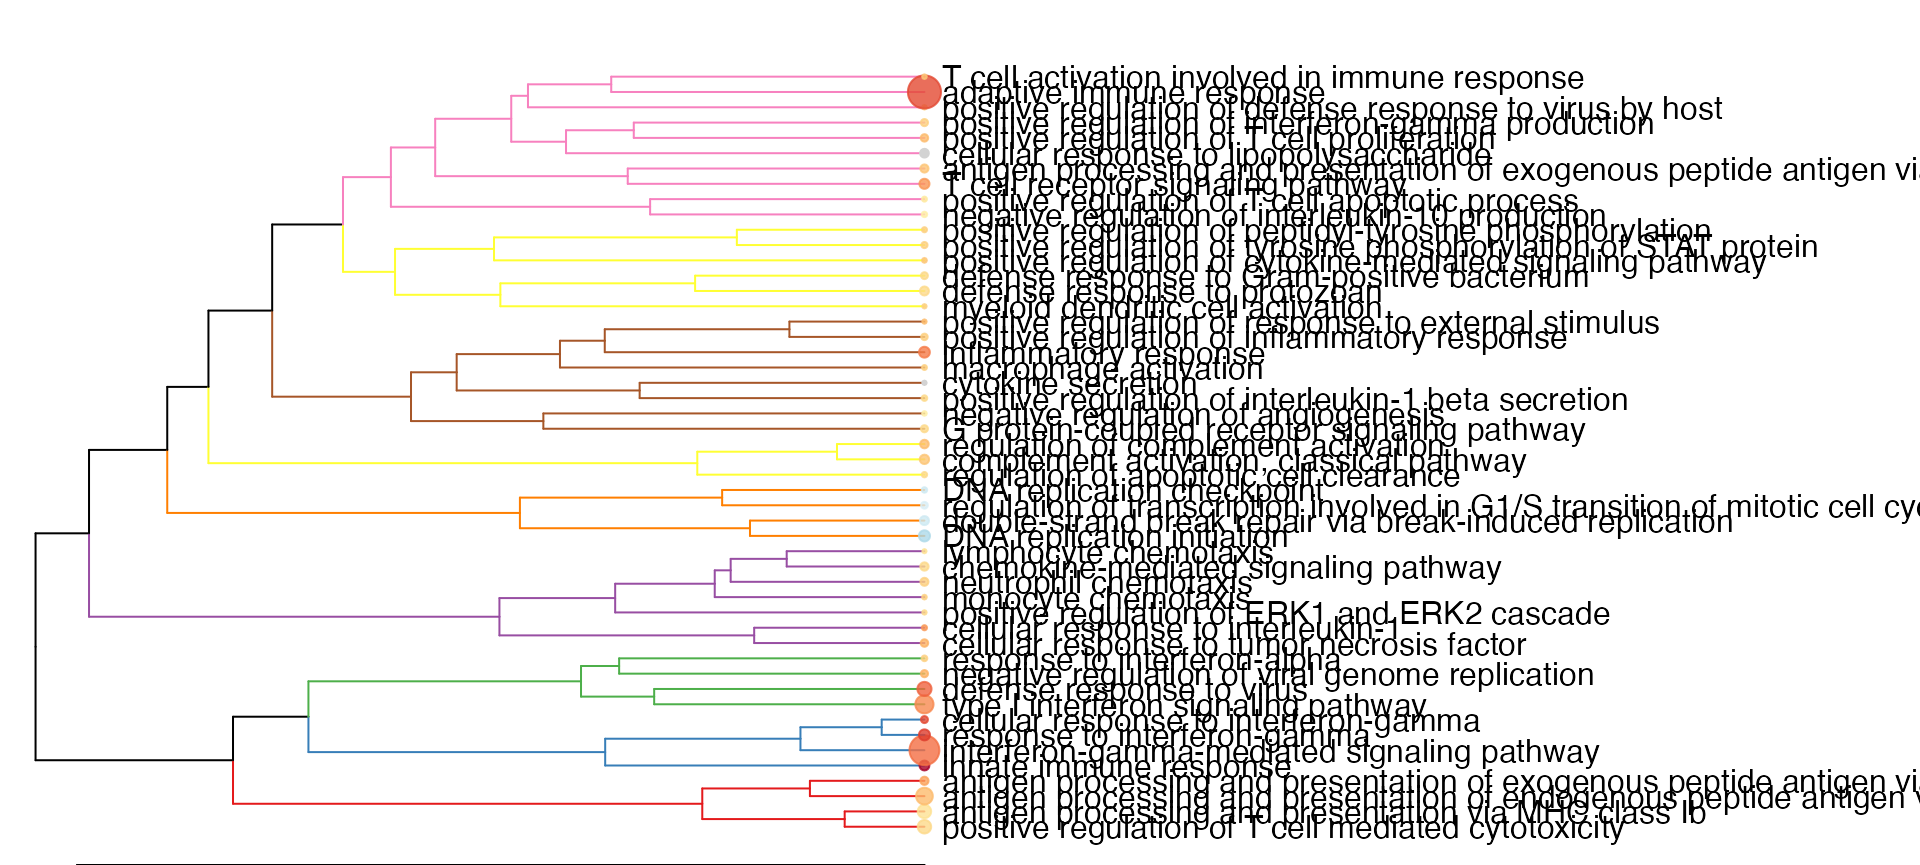 T cell activation involved in immune response
adaptive immune response
positive regulation of defense response to virus by host
positive regulation of interferon-gamma production
positive regulation of T cell proliferation
cellular response to lipopolysaccharide
antigen processing and presentation of exogenous peptide antigen vi
T cell receptor signaling pathway
positive regulation of T cell apoptotic process
negative regulation of interleukin-10 production
positive regulation of peptidyl-tyrosine phosphorylation
positive regulation of tyrosine phosphorylation of STAT protein
positive regulation of cytokine-mediated signaling pathway
defense response to Gram-positive bacterium
defense response to protozoan
myeloid dendritic cell activation
positive regulation of response to external stimulus
positive regulation of inflammatory response
inflammatory response
macrophage activation
cytokine secretion
positive regulation of interleukin-1 beta secretion
negative regulation of angiogenesis
G protein-coupled receptor signaling pathway
regulation of complement activation
complement activation, classical pathway
regulation of apoptotic cell clearance
DNA replication checkpoint
regulation of transcription involved in G1/S transition of mitotic cell cy
double-strand break repair via break-induced replication
DNA replication initiation
lymphocyte chemotaxis
chemokine-mediated signaling pathway
neutrophil chemotaxis
monocyte chemotaxis
positive regulation of ERK1 and ERK2 cascade
cellular response to interleukin-1
cellular response to tumor necrosis factor
response to interferon-alpha
negative regulation of viral genome replication
defense response to virus
type I interferon signaling pathway
cellular response to interferon-gamma
response to interferon-gamma
interferon-gamma-mediated signaling pathway
innate immune response
antigen processing and presentation of exogenous peptide antigen vi
antigen processing and presentation of endogenous peptide antigen v
antigen processing and presentation via MHC class Ib
positive regulation of T cell mediated cytotoxicity